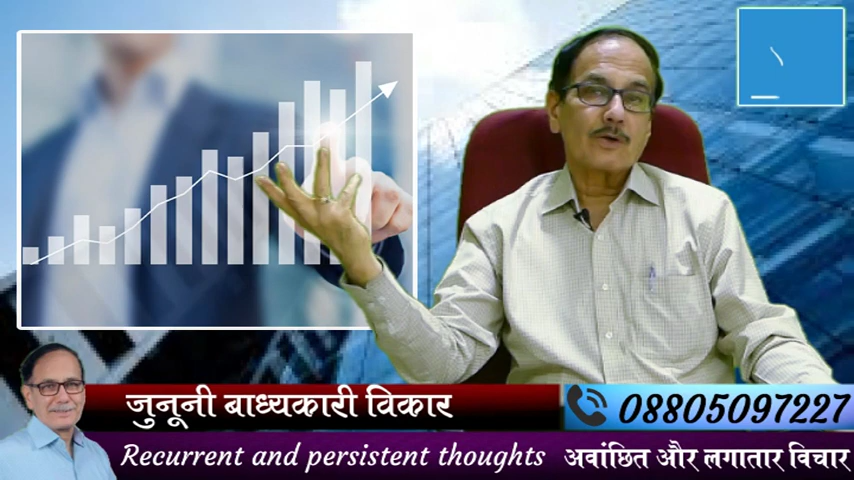 जुनूनी बाध्यकारी विकार
08805097227
Recurrent and persistent thoughts अवांछित और लगातार विचार